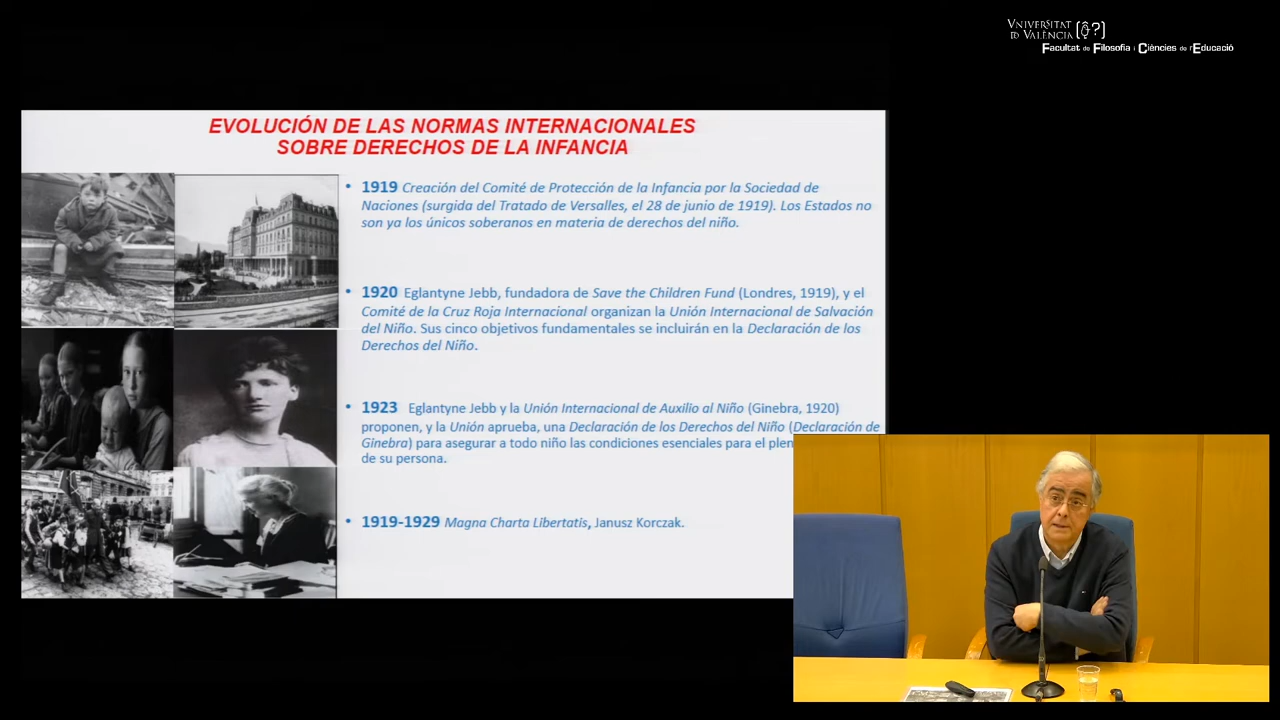 VNIVERSITAT
ID VALÈNCIA
Facultat de Filosofia i Ciències de l'Educació
EVOLUCIÓN DE LAS NORMAS INTERNACIONALES
SOBRE DERECHOS DE LA INFANCIA
• 1919 Creación del Comité de Protección de la Infancia por la Sociedad de
Naciones (surgida del Tratado de Versalles, el 28 de junio de 1919). Los Estados no
son ya los únicos soberanos en materia de derechos del niño.
• 1920 Eglantyne Jebb, fundadora de Save the Children Fund (Londres, 1919), y el
Comité de la Cruz Roja Internacional organizan la Unión Internacional de Salvación
del Niño. Sus cinco objetivos fundamentales se incluirán en la Declaración de los
Derechos del Niño.
• 1923 Eglantyne Jebb y la Unión Internacional de Auxilio al Niño (Ginebra, 1920)
proponen, y la Unión aprueba, una Declaración de los Derechos del Niño (Declaración de
Ginebra) para asegurar a todo niño las condiciones esenciales para el
de su persona.
• 1919-1929 Magna Charta Libertatis, Janusz Korczak.